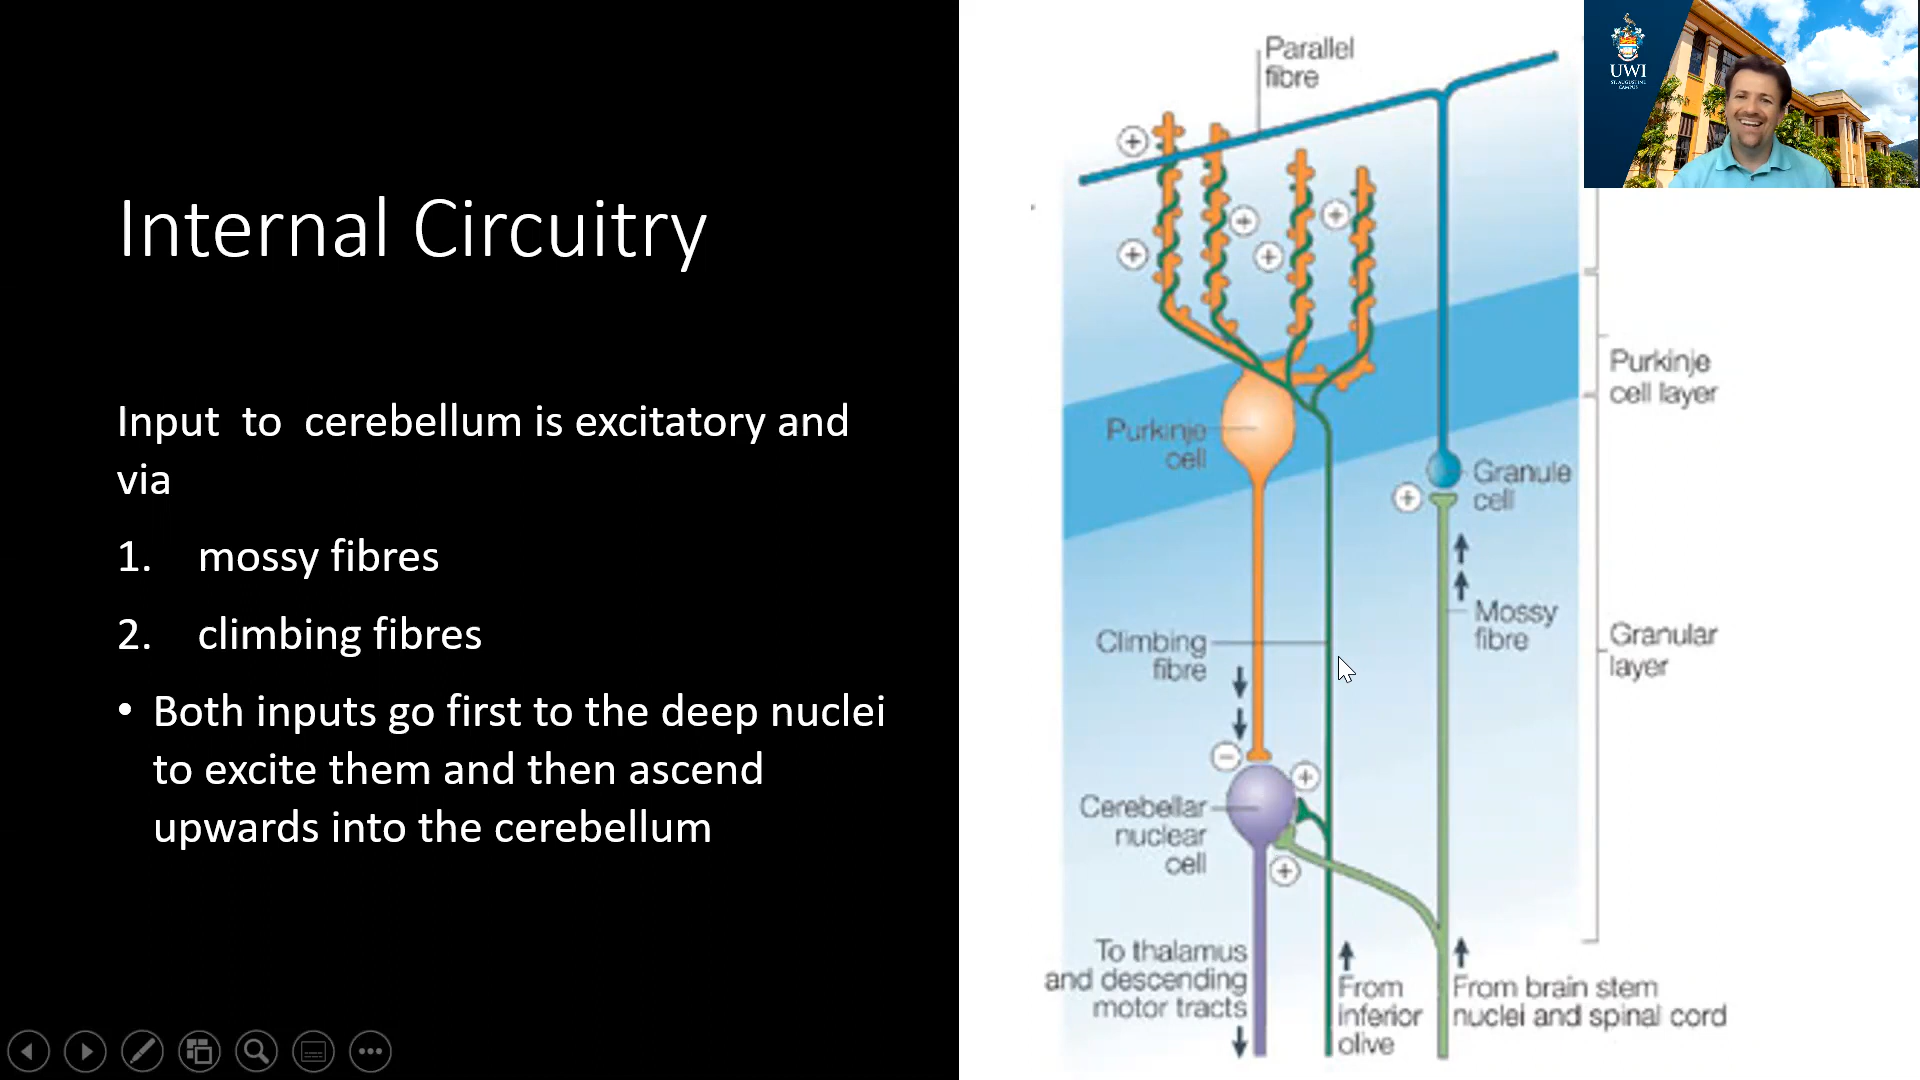 Internal Circuitry
Input to cerebellum is excitatory and
via
1. mossy fibres
2. climbing fibres
• Both inputs go first to the deep nuclei
to excite them and then ascend
upwards into the cerebellum
Parallel
fibre
Purkinje
cell layer
Purkinje
cell
Granule
cell
Climbing
fibre
Mossy
fibre
Granular
layer
Cerebellar
nuclear
cell
To thalamus
and descending
motor tracts
From
inferior
olive
From brain stem
nuclei and spinal cord
UWI
ST. AUGUSTINE
CAMPUS